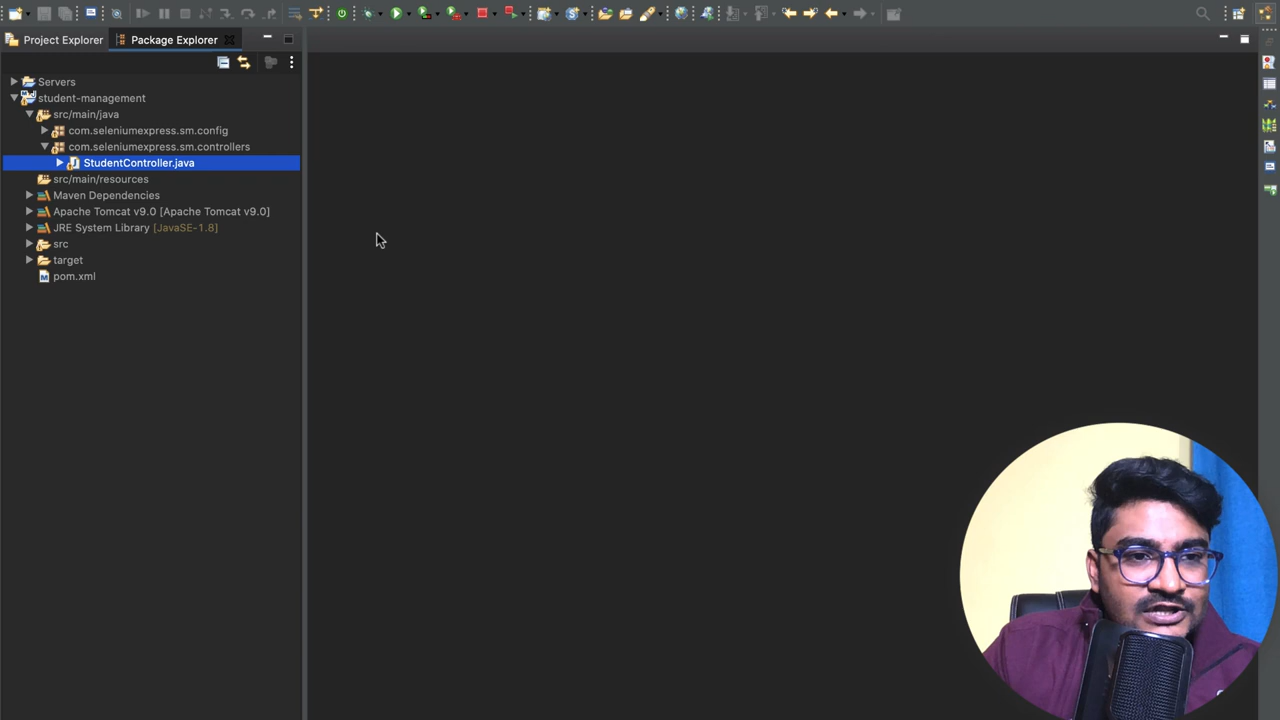 Project Explorer
Package Explorer
Servers
student-management
src/main/java
com.seleniumexpress.sm.config
com.seleniumexpress.sm.controllers
StudentController.java
src/main/resources
Maven Dependencies
Apache Tomcat v9.0 [Apache Tomcat v9.0]
JRE System Library [JavaSE-1.8]
src
target
pom.xml